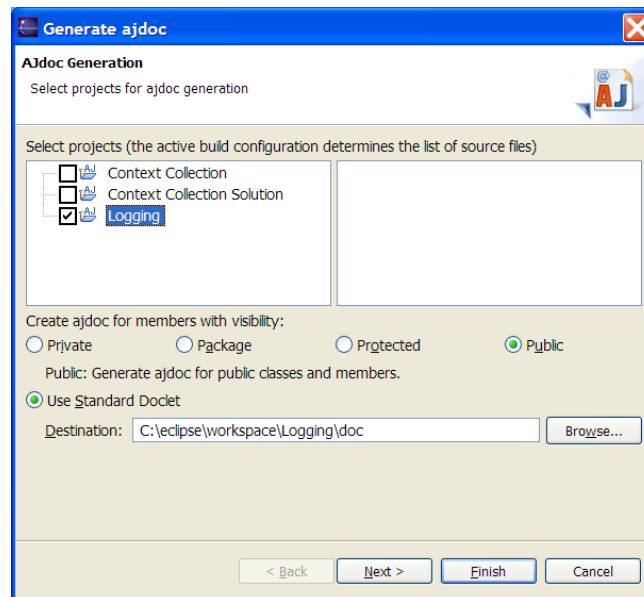 Generate ajdoc
AJdoc Generation
Select projects for ajdoc generation
@
AJ
Select projects (the active build configuration determines the list of source files)
Context Collection
Context Collection Solution
Logging
Create ajdoc for members with visibility:
Private Package Protected Public
Public: Generate ajdoc for public classes and members.
Use Standard Doclet
Destination: C:\eclipse\workspace\Logging\doc Browse...
< Back Next > Finish Cancel